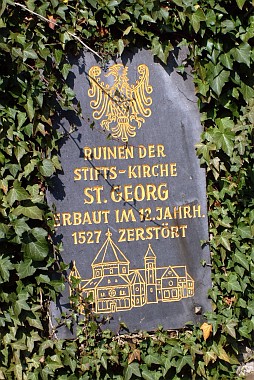 RUINEN DER
STIFTS-KIRCHE
ST. GEORG
ERBAUT IM 12. JAHRH.
1527 ZERSTÖRT